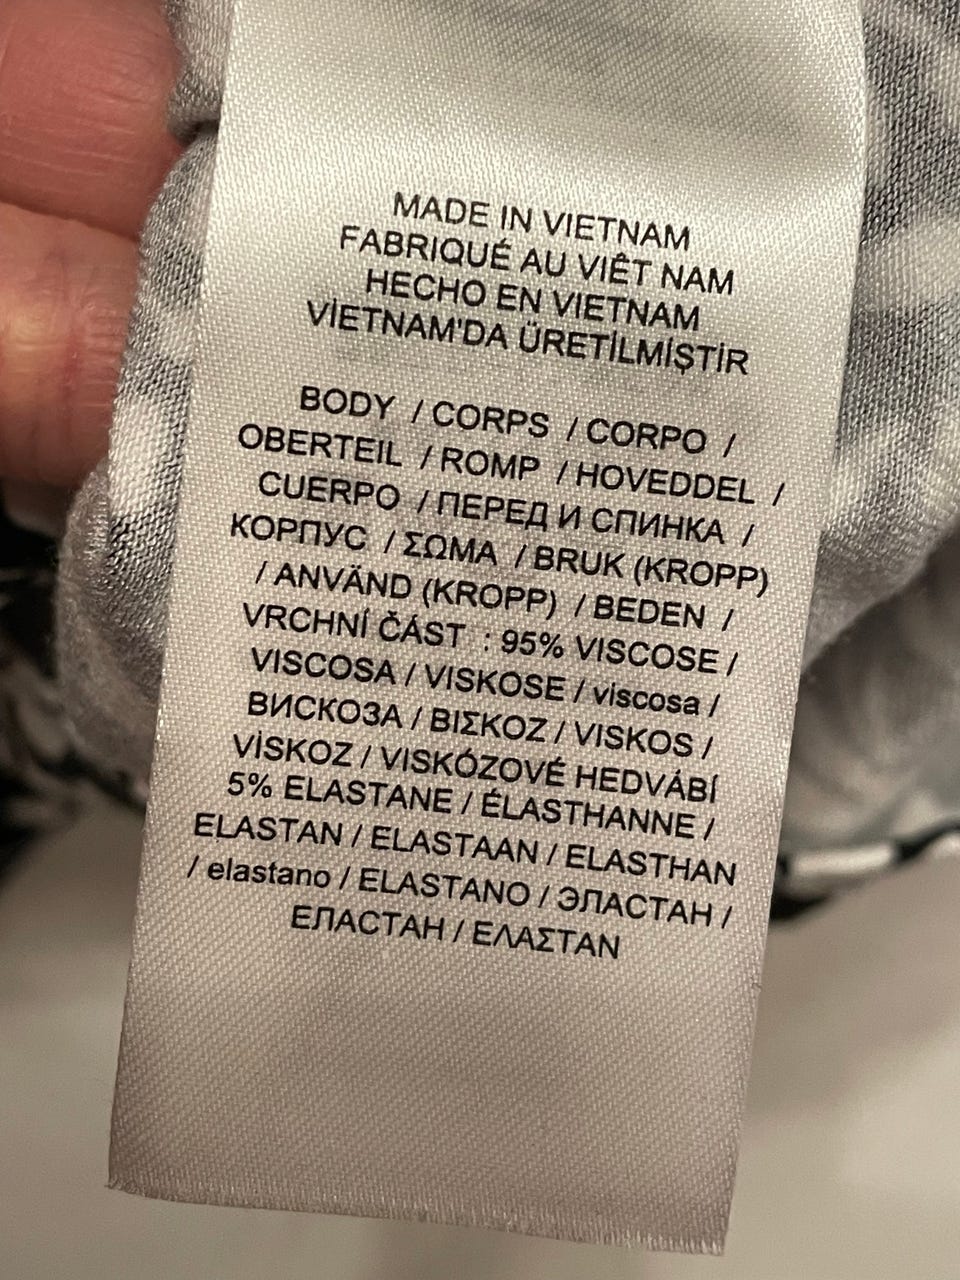 MADE IN VIETNAM
FABRIQUÉ AU VIÊT NAM
HECHO EN VIETNAM
VİETNAM'DA ÜRETİLMİŞTİR
BODY / CORPS / CORPO /
OBERTEIL / ROMP / HOVEDDEL /
CUERPO / ПЕРЕД И СПИНКА /
КОРПУС / ΣΩΜΑ / BRUK (KROPP)
/ ANVÄND (KROPP) / BEDEN /
VRCHNÍ ČÁST : 95% VISCOSE /
VISCOSA / VISKOSE / viscosa /
ВИСКОЗА / ΒΙΣΚΟΖ / VISKOS /
VİSKOZ / VISKÓZOVÉ HEDVÁBÍ
5% ELASTANE / ÉLASTHANNE /
ELASTAN / ELASTAAN / ELASTHAN
/ elastano / ELASTANO / ЭЛАСТАН /
ЕЛАСТАН / ΕΛΑΣΤΑΝ